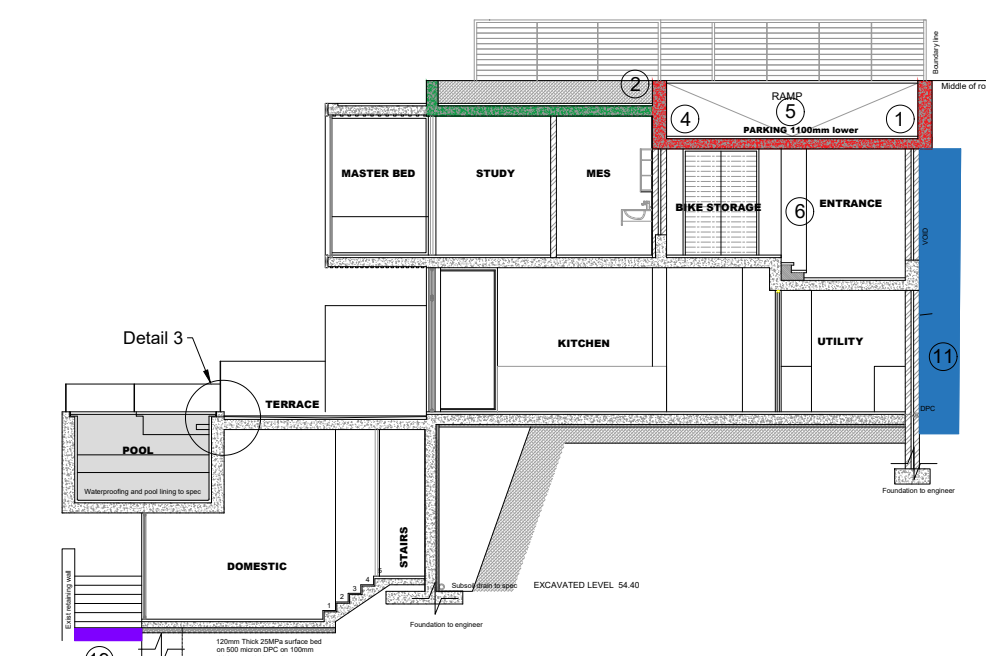 Boundary line
Middle of ro
2
RAMP
4
5
1
PARKING 1100mm lower
MASTER BED
STUDY
MES
BIKE STORAGE
6
ENTRANCE
VOID
Detail 3
KITCHEN
UTILITY
11
TERRACE
DPC
POOL
Waterproofing and pool lining to spec
Foundation to engineer
STAIRS
DOMESTIC
Exist retaining wall
1
2
3
4
5
Subsoil drain to spec
EXCAVATED LEVEL 54.40
Foundation to engineer
120mm Thick 25MPa surface bed
on 500 micron DPC on 100mm